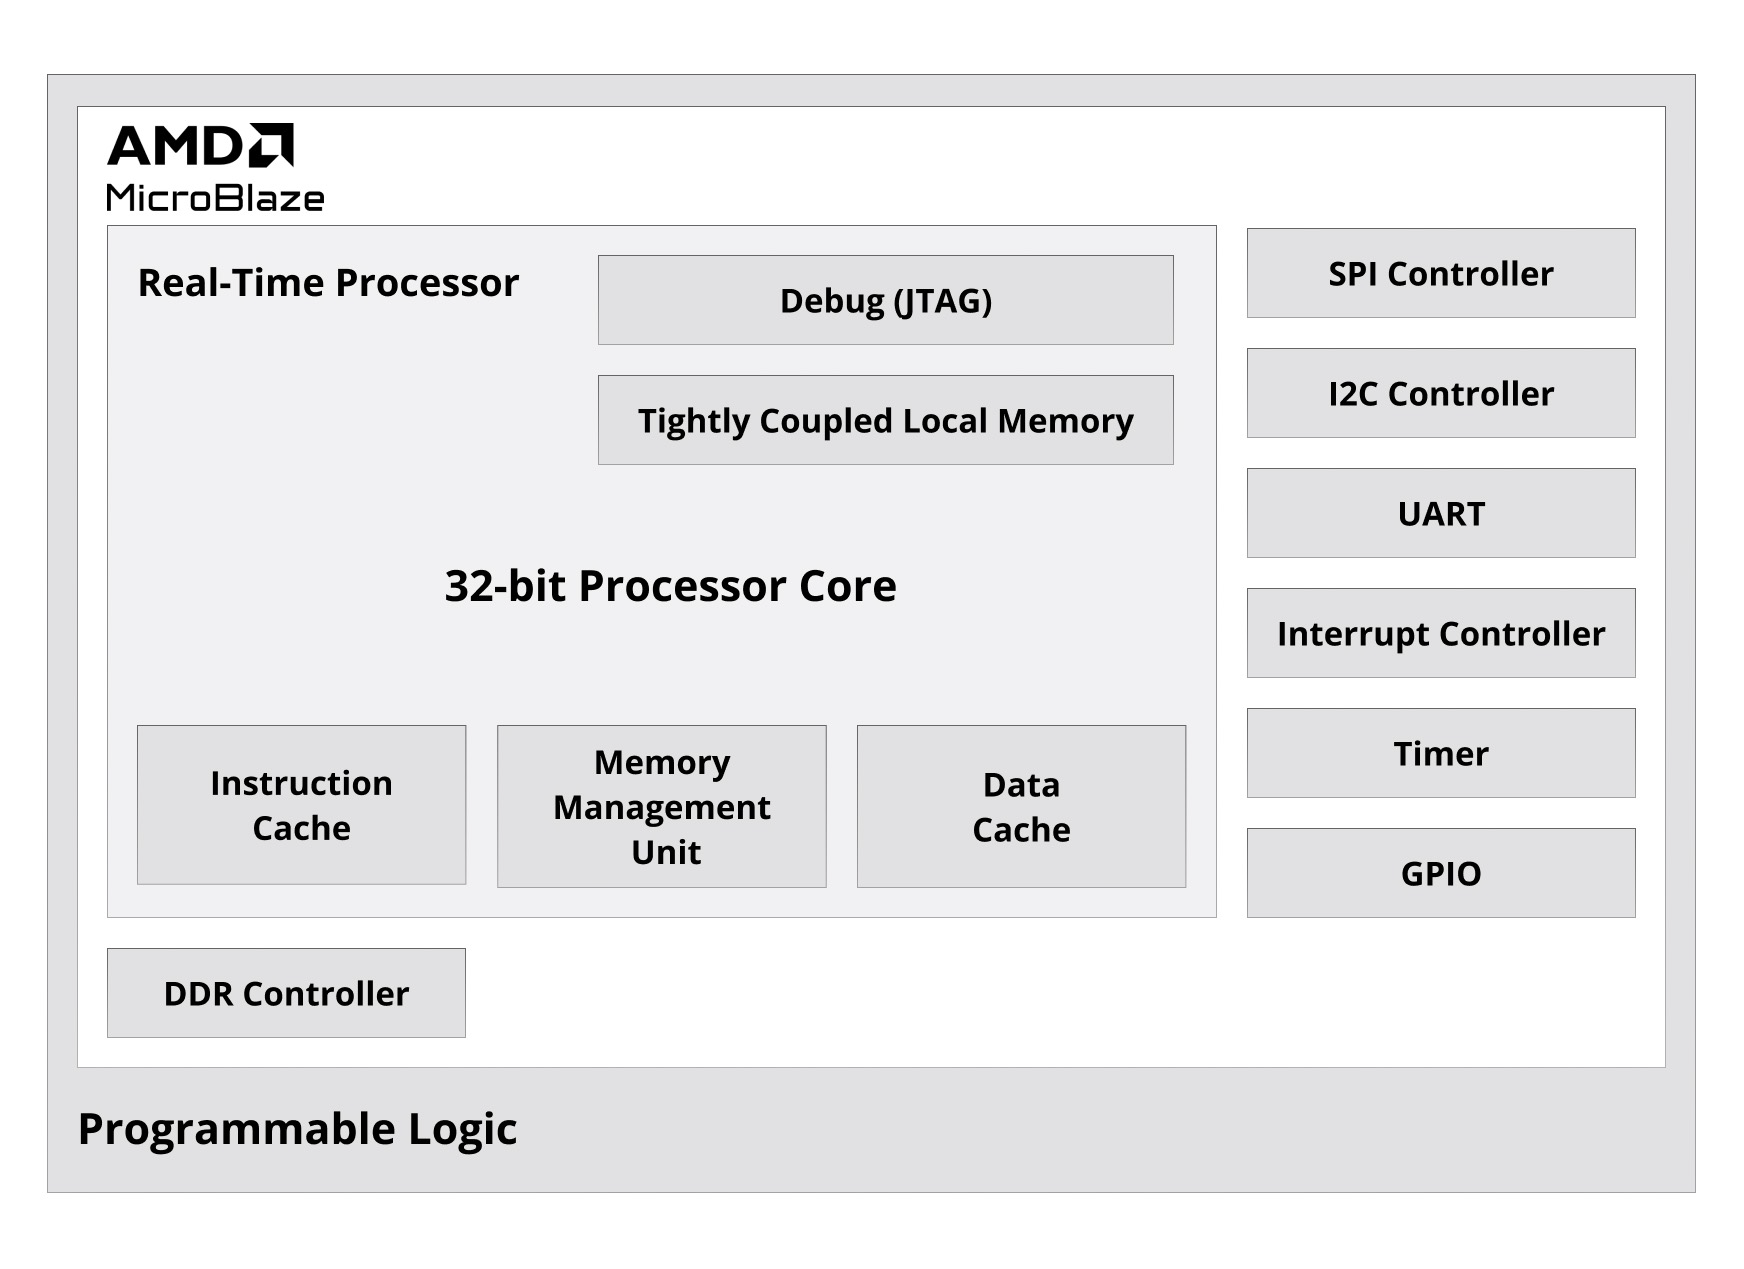 AMD
MicroBlaze
Real-Time Processor
Debug (JTAG)
Tightly Coupled Local Memory
32-bit Processor Core
Instruction
Cache
Memory
Management
Unit
Data
Cache
SPI Controller
I2C Controller
UART
Interrupt Controller
Timer
GPIO
DDR Controller
Programmable Logic